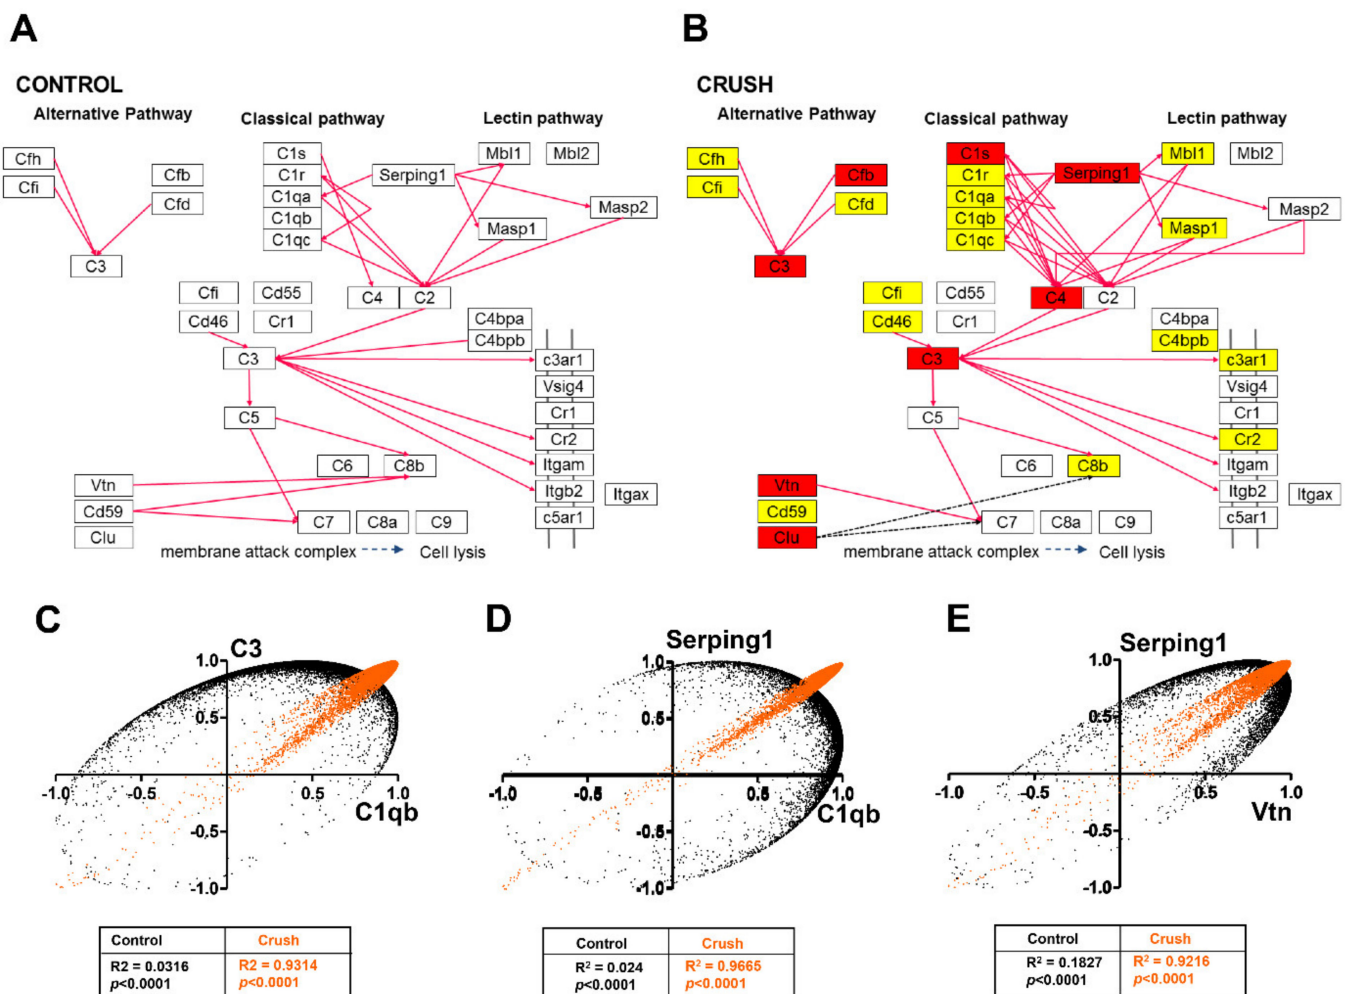 A
CONTROL
Alternative Pathway
Classical pathway
Lectin pathway
Cfh
Cfi
Cfb
Cfd
C3
C1s
C1r
C1qa
C1qb
C1qc
Serping1
Mbl1
Mbl2
Masp2
Masp1
C4
C2
Cfi
Cd55
Cd46
Cr1
C3
C4bpa
C4bpb
c3ar1
Vsig4
Cr1
Cr2
Itgam
Itgb2
Itgax
c5ar1
C5
C6
C8b
Vtn
Cd59
Clu
C7
C8a
C9
membrane attack complex
Cell lysis
B
CRUSH
Alternative Pathway
Classical pathway
Lectin pathway
Cfh
Cfi
Cfb
Cfd
C3
C1s
C1r
C1qa
C1qb
C1qc
Serping1
Mbl1
Mbl2
Masp2
Masp1
C4
C2
Cfi
Cd55
Cd46
Cr1
C3
C4bpa
C4bpb
c3ar1
Vsig4
Cr1
Cr2
Itgam
Itgb2
Itgax
c5ar1
C5
C6
C8b
Vtn
Cd59
Clu
C7
C8a
C9
membrane attack complex
Cell lysis
C
C3
1.0
0.5
-1.0
-0.5
0.5
1.0
C1qb
-0.5
-1.0
Control Crush
R2 = 0.0316 R2 = 0.9314
p<0.0001 p<0.0001
D
Serping1
1.0
0.5
-1.0
-0.5
0.5
1.0
C1qb
-0.5
-1.0
Control Crush
R² = 0.024 R² = 0.9665
p<0.0001 p<0.0001
E
Serping1
1.0
0.5
-1.0
-0.5
0.5
1.0
Vtn
-0.5
-1.0
Control Crush
R² = 0.1827 R² = 0.9216
p<0.0001 p<0.0001